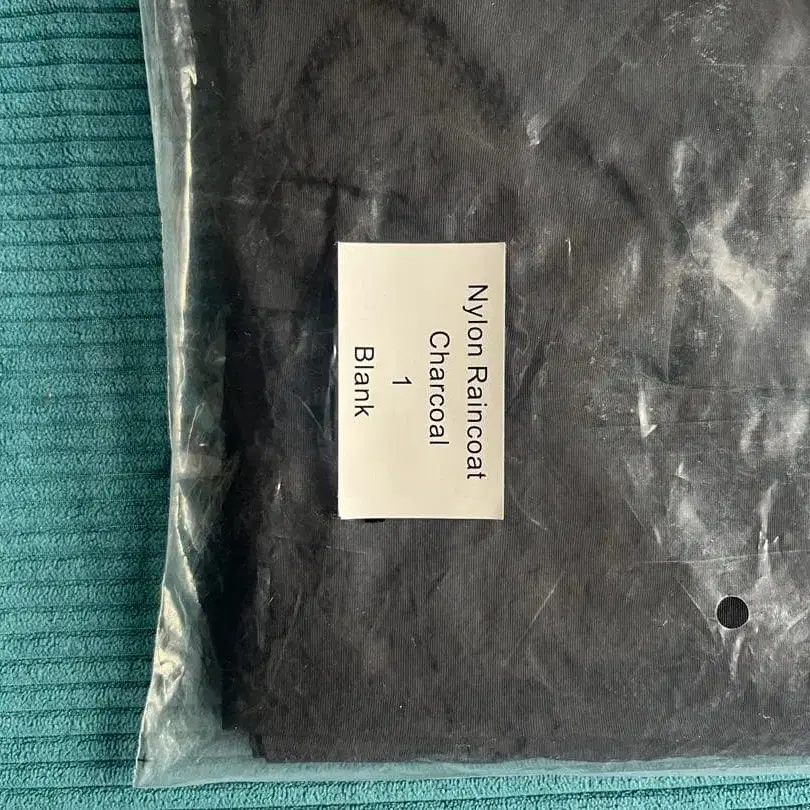 Nylon Raincoat
Charcoal
1
Blank